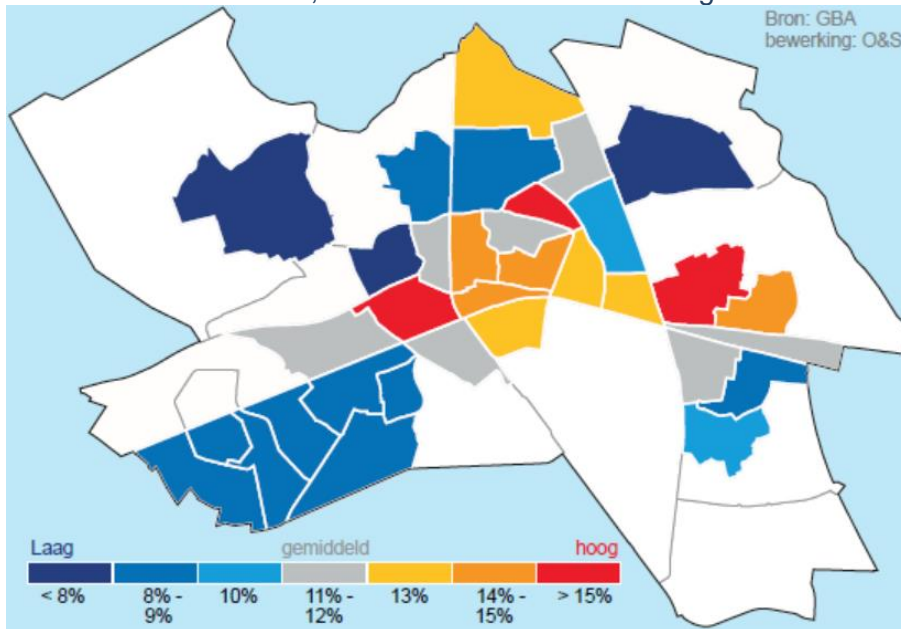 Bron: GBA
bewerking: O&S
Laag gemiddeld hoog
< 8% 8% - 9% 10% 11% - 12% 13% 14% - 15% > 15%